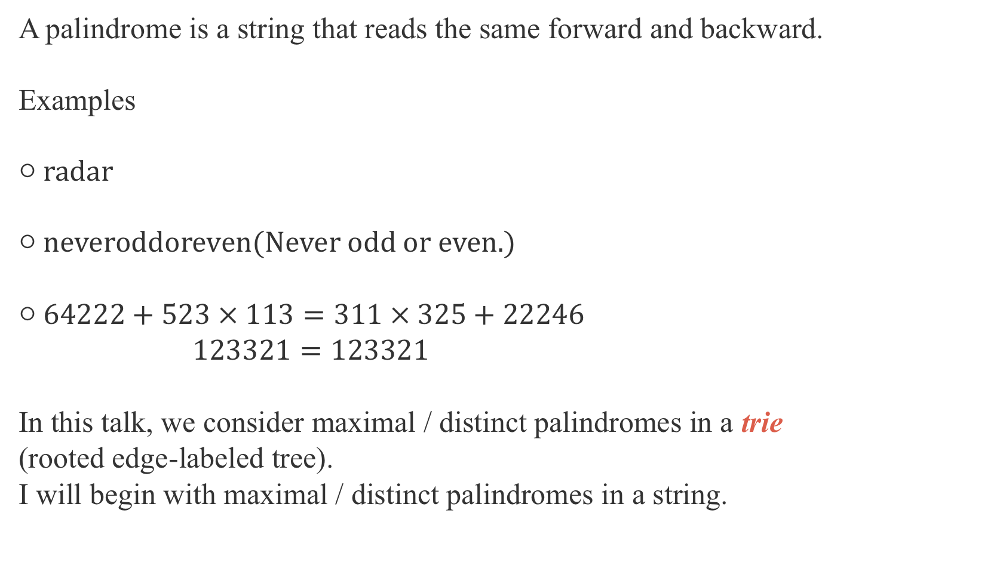 A palindrome is a string that reads the same forward and backward.
Examples
○ radar
○ neveroddoreven(Never odd or even.)
○ 64222 + 523 × 113 = 311 × 325 + 22246
123321 = 123321
In this talk, we consider maximal / distinct palindromes in a trie
(rooted edge-labeled tree).
I will begin with maximal / distinct palindromes in a string.